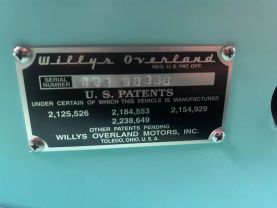 Willys Overland
REG. U.S. PAT. OFF.
SERIAL
NUMBER
U. S. PATENTS
UNDER CERTAIN OF WHICH THIS VEHICLE IS MANUFACTURED
2,125,526 2,184,553 2,154,929
2,238,649
OTHER PATENTS PENDING
WILLYS OVERLAND MOTORS, INC.
TOLEDO, OHIO, U. S. A.